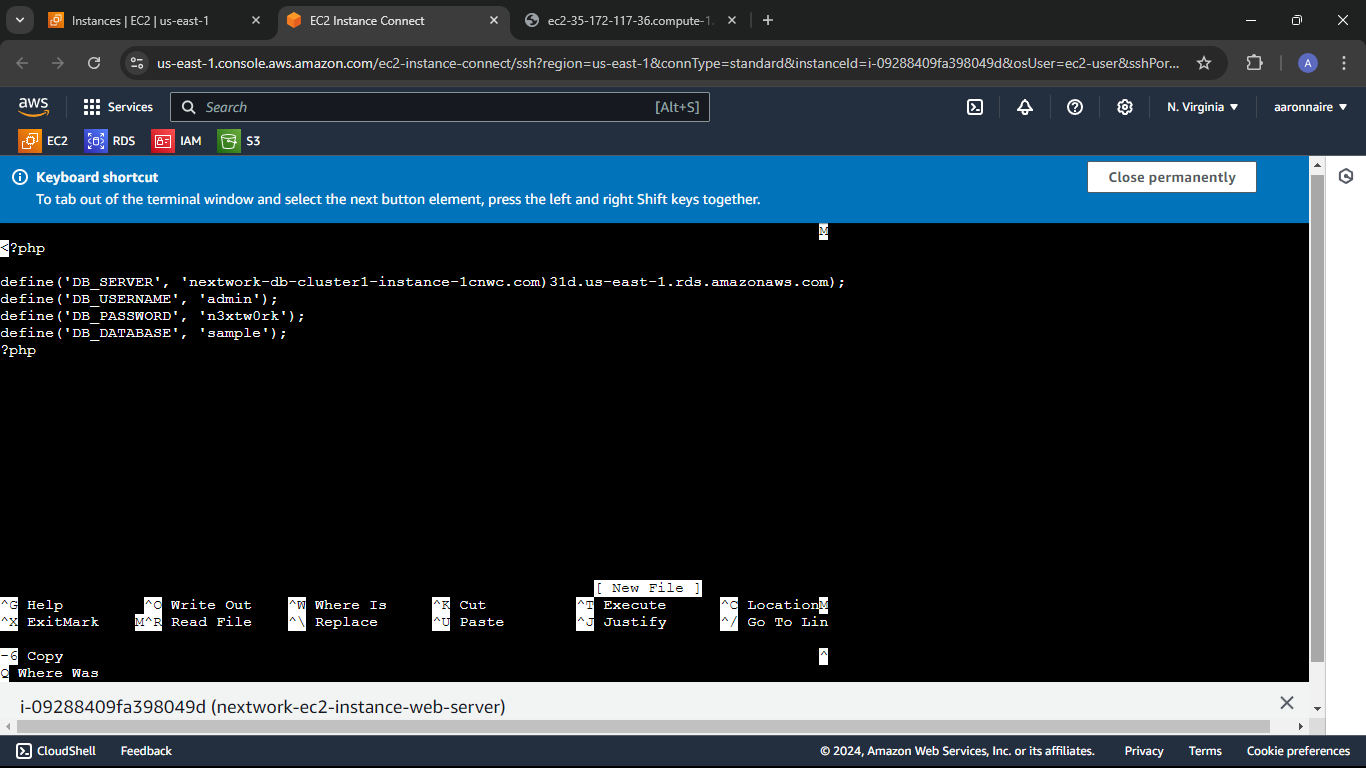 Instances | EC2 | us-east-1
EC2 Instance Connect
ec2-35-172-117-36.compute-1.
us-east-1.console.aws.amazon.com/ec2-instance-connect/ssh?region=us-east-1&connType=standard&instanceId=i-09288409fa398049d&osUser=ec2-user&sshPor...
A
aws
Services
Search
[Alt+S]
N. Virginia
aaronnaire
EC2
RDS
IAM
S3
Keyboard shortcut
To tab out of the terminal window and select the next button element, press the left and right Shift keys together.
Close permanently
M
<?php
define('DB_SERVER', 'nextwork-db-cluster1-instance-1cnwc.com)31d.us-east-1.rds.amazonaws.com);
define('DB_USERNAME', 'admin');
define('DB_PASSWORD', 'n3xtw0rk');
define('DB_DATABASE', 'sample');
?php
[ New File ]
^G Help ^O Write Out ^W Where Is ^K Cut ^T Execute ^C LocationM
^X ExitMark M^R Read File ^\ Replace ^U Paste ^J Justify ^/ Go To Lin
-6 Copy ^
Q Where Was
i-09288409fa398049d (nextwork-ec2-instance-web-server)
CloudShell
Feedback
© 2024, Amazon Web Services, Inc. or its affiliates.
Privacy
Terms
Cookie preferences